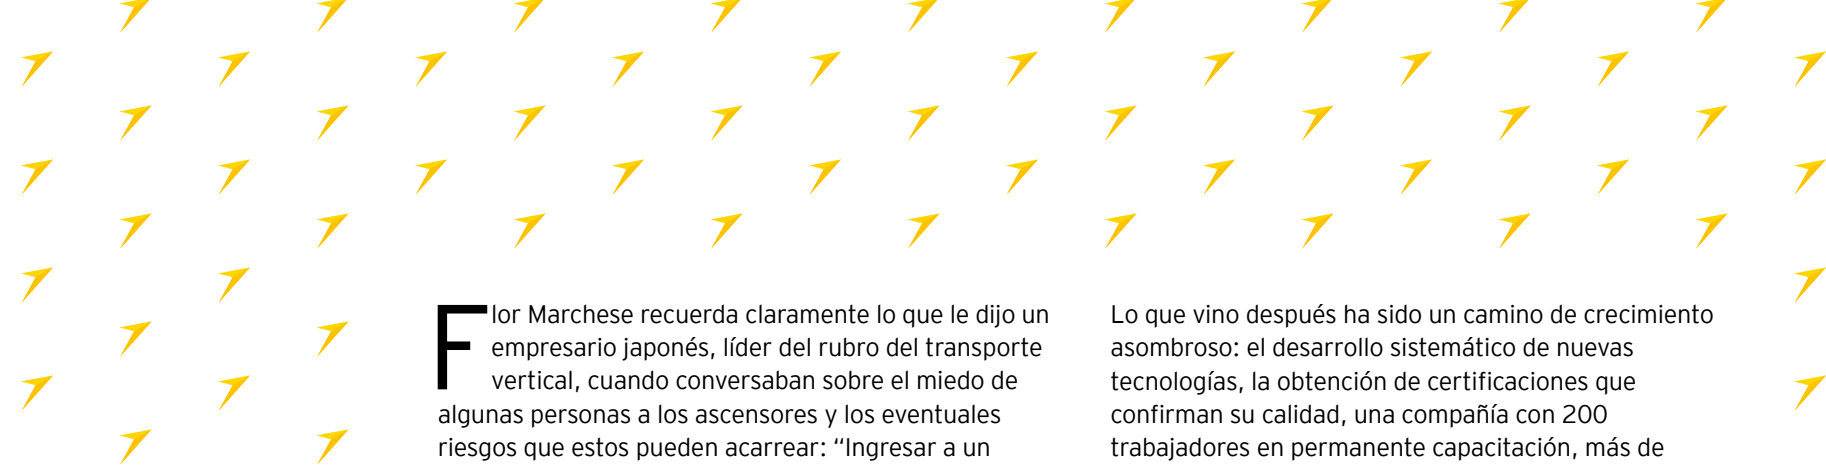 Flor Marchese recuerda claramente lo que le dijo un
empresario japonés, líder del rubro del transporte
vertical, cuando conversaban sobre el miedo de
algunas personas a los ascensores y los eventuales
riesgos que estos pueden acarrear: “Ingresar a un
Lo que vino después ha sido un camino de crecimiento
asombroso: el desarrollo sistemático de nuevas
tecnologías, la obtención de certificaciones que
confirman su calidad, una compañía con 200
trabajadores en permanente capacitación, más de